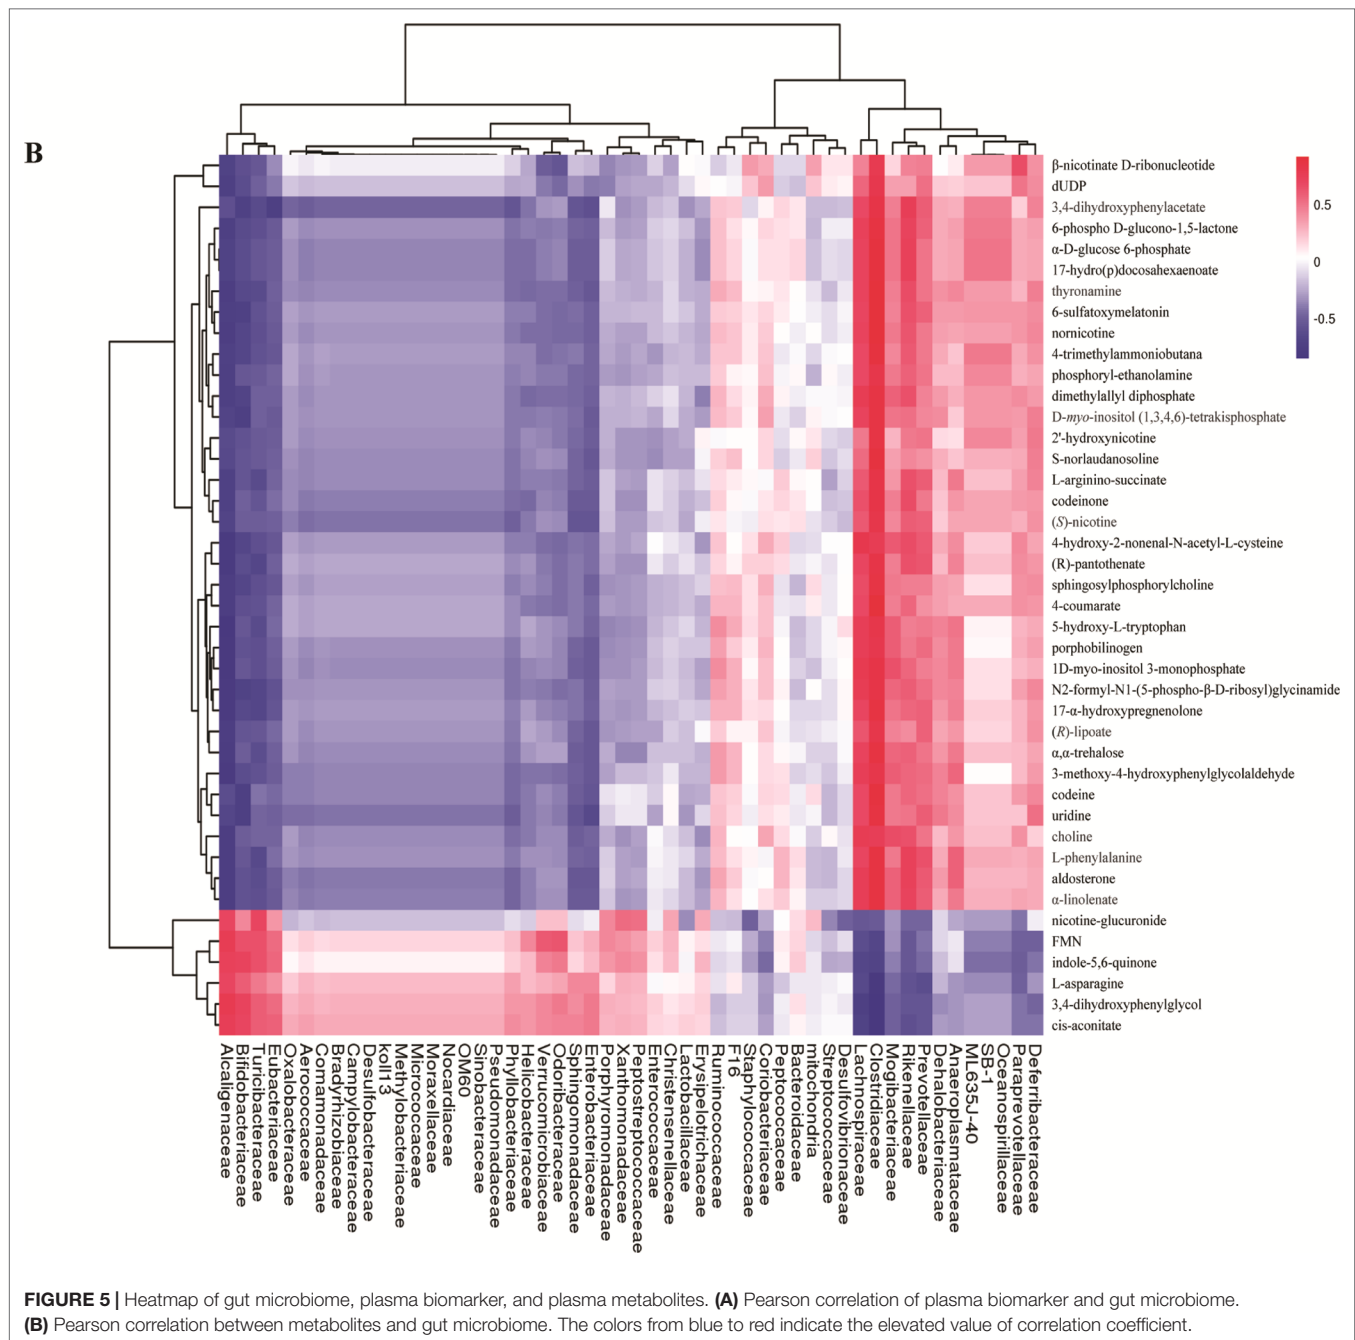 B
β-nicotinate D-ribonucleotide
dUDP
3,4-dihydroxyphenylacetate
6-phospho D-glucono-1,5-lactone
α-D-glucose 6-phosphate
17-hydro(p)docosahexaenoate
thyronamine
6-sulfatoxymelatonin
nornicotine
4-trimethylammoniobutana
phosphoryl-ethanolamine
dimethylallyl diphosphate
D-myo-inositol (1,3,4,6)-tetrakisphosphate
2'-hydroxynicotine
S-norlaudanosoline
L-arginino-succinate
codeinone
(S)-nicotine
4-hydroxy-2-nonenal-N-acetyl-L-cysteine
(R)-pantothenate
sphingosylphosphorylcholine
4-coumarate
5-hydroxy-L-tryptophan
porphobilinogen
1D-myo-inositol 3-monophosphate
N2-formyl-N1-(5-phospho-β-D-ribosyl)glycinamide
17-α-hydroxypregnenolone
(R)-lipoate
α,α-trehalose
3-methoxy-4-hydroxyphenylglycolaldehyde
codeine
uridine
choline
L-phenylalanine
aldosterone
α-linolenate
nicotine-glucuronide
FMN
indole-5,6-quinone
L-asparagine
3,4-dihydroxyphenylglycol
cis-aconitate
0.5
0
-0.5
Alcaligenaceae
Bifidobacteriaceae
Turicibacteraceae
Eubacteriaceae
Oxalobacteraceae
Aerococcaceae
Comamonadaceae
Bradyrhizobiaceae
Campylobacteraceae
Desulfobacteraceae
koll13
Methylobacteriaceae
Micrococcaceae
Moraxellaceae
Nocardiaceae
OM60
Sinobacteraceae
Pseudomonadaceae
Phyllobacteriaceae
Helicobacteraceae
Verrucomicrobiaceae
Odoribacteraceae
Sphingomonadaceae
Enterobacteriaceae
Porphyromonadaceae
Xanthomonadaceae
Peptostreptococcaceae
Enterococcaceae
Christensenellaceae
Lactobacillaceae
Erysipelotrichaceae
Ruminococcaceae
F16
Staphylococcaceae
Coriobacteriaceae
Peptococcaceae
Bacteroidaceae
mitochondria
Streptococcaceae
Desulfovibrionaceae
Lachnospiraceae
Clostridiaceae
Mogibacteriaceae
Rikenellaceae
Prevotellaceae
Dehalobacteriaceae
Anaeroplasmataceae
ML635J-40
SB-1
Oceanospirillaceae
Paraprevotellaceae
Deferribacteraceae
FIGURE 5 | Heatmap of gut microbiome, plasma biomarker, and plasma metabolites. (A) Pearson correlation of plasma biomarker and gut microbiome.
(B) Pearson correlation between metabolites and gut microbiome. The colors from blue to red indicate the elevated value of correlation coefficient.